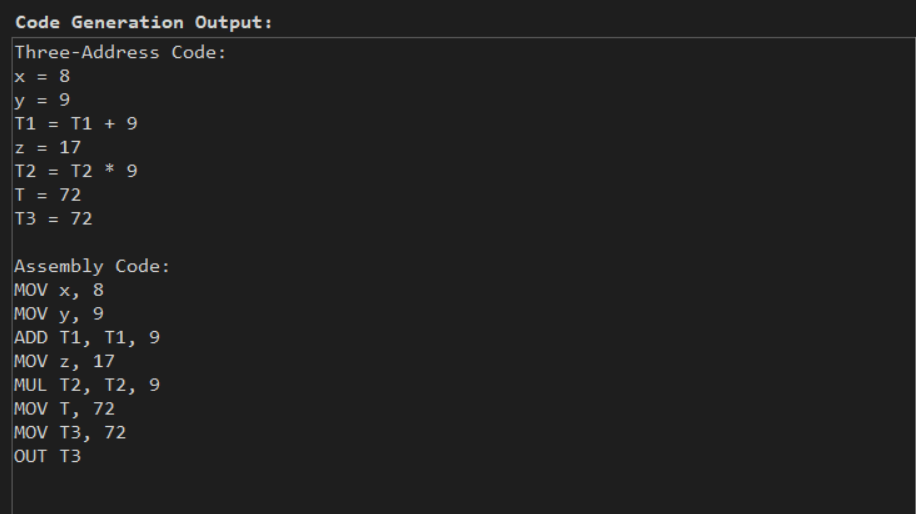 Code Generation Output:
Three-Address Code:
x = 8
y = 9
T1 = T1 + 9
z = 17
T2 = T2 * 9
T = 72
T3 = 72
Assembly Code:
MOV x, 8
MOV y, 9
ADD T1, T1, 9
MOV z, 17
MUL T2, T2, 9
MOV T, 72
MOV T3, 72
OUT T3